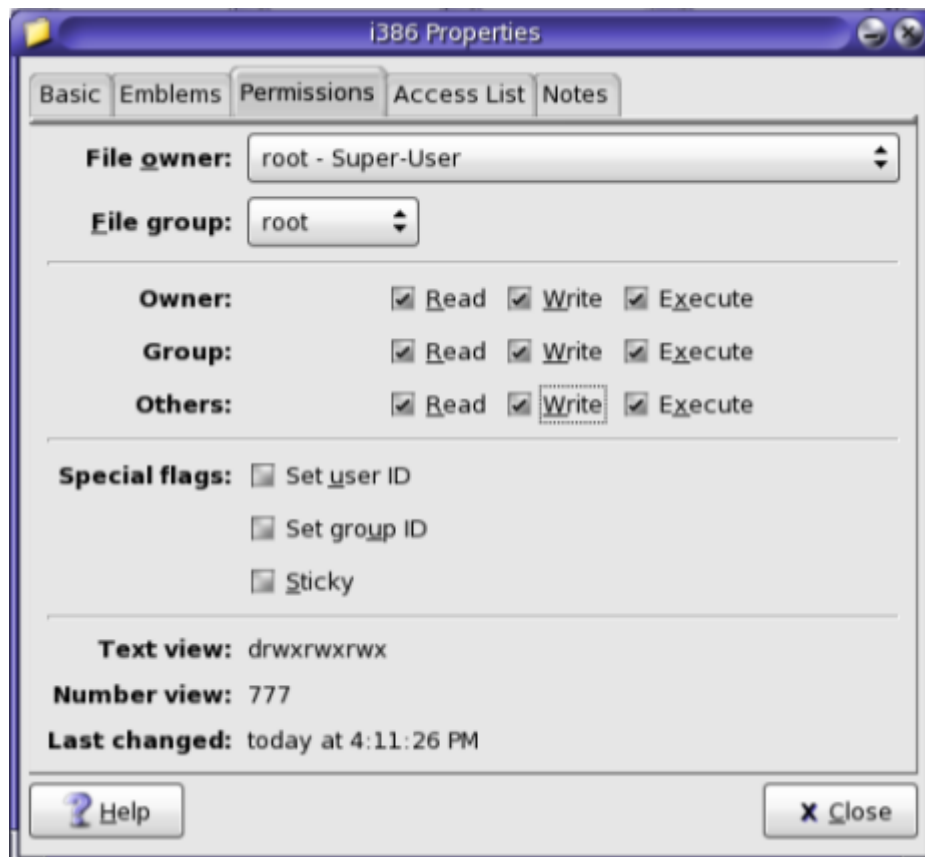 i386 Properties
Basic Emblems Permissions Access List Notes
File owner: root - Super-User
File group: root
Owner: Read Write Execute
Group: Read Write Execute
Others: Read Write Execute
Special flags: Set user ID
Set group ID
Sticky
Text view: drwxrwxrwx
Number view: 777
Last changed: today at 4:11:26 PM
Help Close